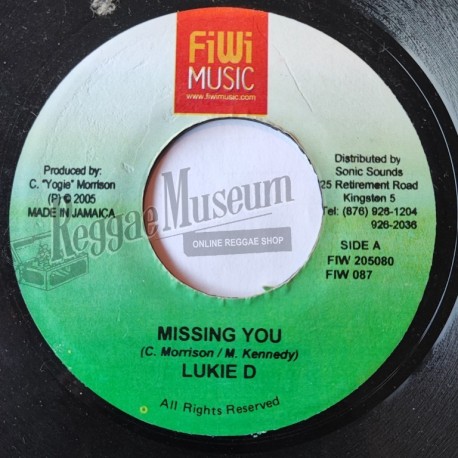 FiWi
MUSIC
www.fiwimusic.com
Produced by:
C. "Yogie" Morrison
(P) © 2005
MADE IN JAMAICA
Distributed by
Sonic Sounds
25 Retirement Road
Kingston 5
Tel: (876) 926-1204
926-2036
SIDE A
FIW 205080
FIW 087
Reggae Museum
ONLINE REGGAE SHOP
MISSING YOU
(C. Morrison / M. Kennedy)
LUKIE D
All Rights Reserved